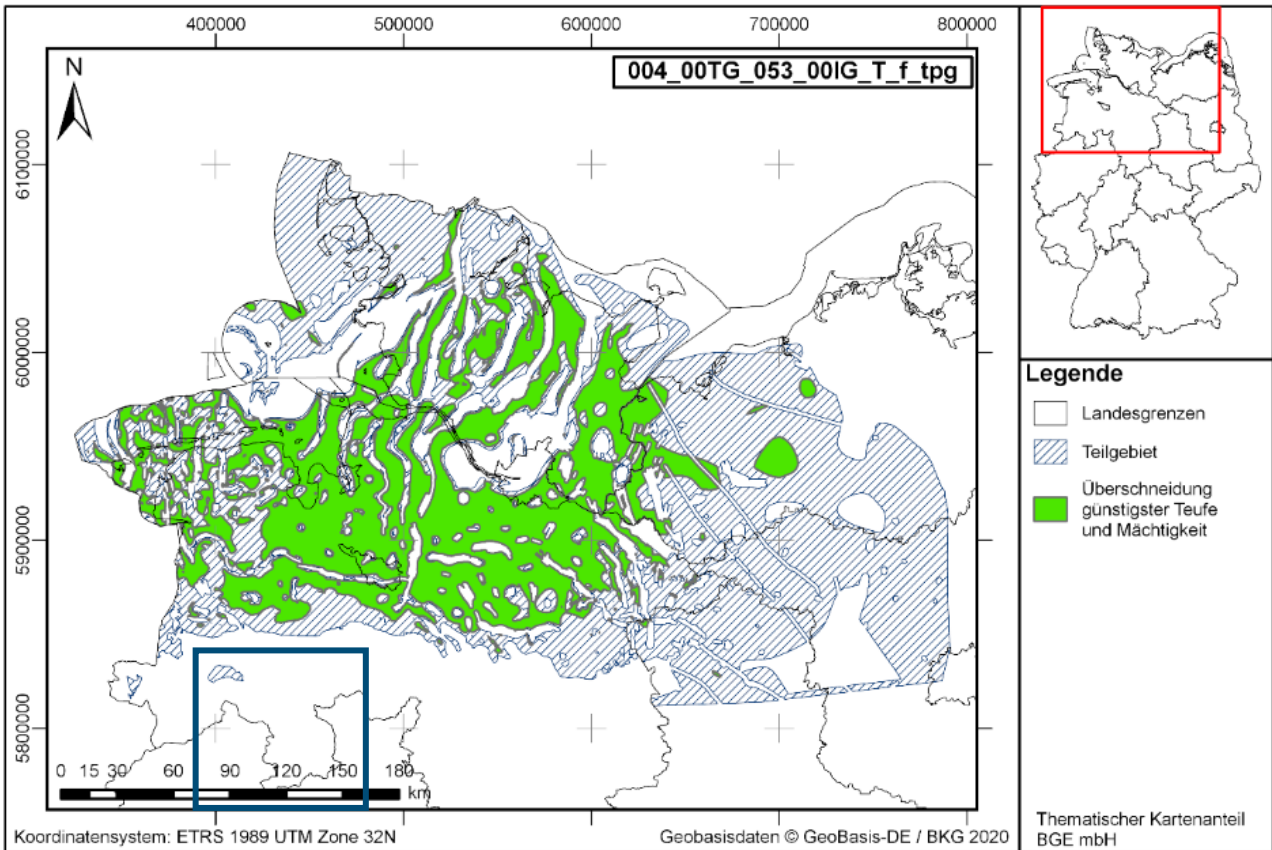 400000 500000 600000 700000 800000
N
004_00TG_053_00IG_T_f_tpg
6100000
6000000
5900000
5800000
0 15 30 60 90 120 150 180
km
Koordinatensystem: ETRS 1989 UTM Zone 32N
Geobasisdaten © GeoBasis-DE / BKG 2020
Legende
Landesgrenzen
Teilgebiet
Überschneidung
günstigster Teufe
und Mächtigkeit
Thematischer Kartenanteil
BGE mbH